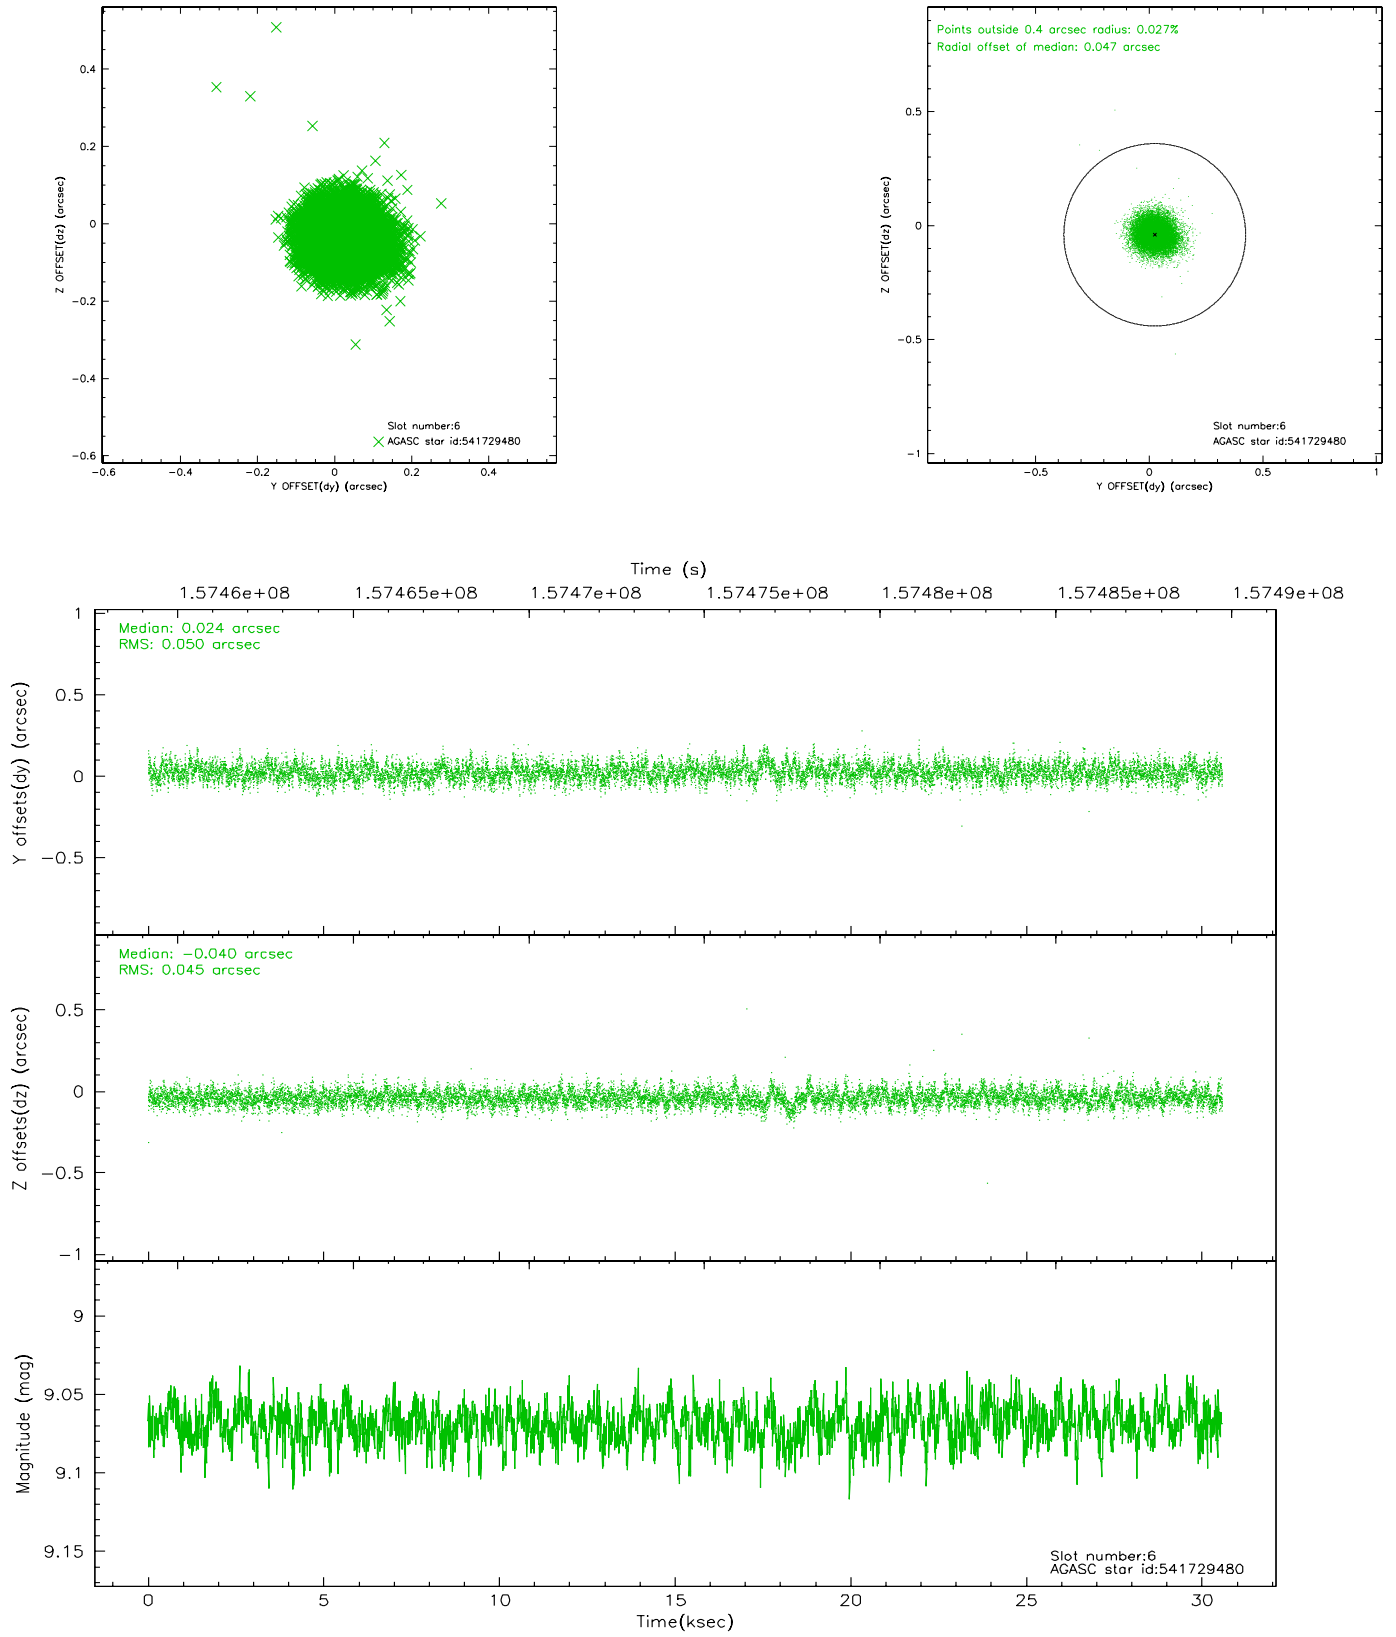 Z OFFSET(dz) (arcsec)
0.4
0.2
0
−0.2
−0.4
−0.6
−0.6
−0.4
−0.2
0
0.2
0.4
Y OFFSET(dy) (arcsec)
Slot number:6
AGASC star id:541729480
Points outside 0.4 arcsec radius: 0.027%
Radial offset of median: 0.047 arcsec
Z OFFSET(dz) (arcsec)
0.5
0
−0.5
−1
−0.5
0
0.5
1
Y OFFSET(dy) (arcsec)
Slot number:6
AGASC star id:541729480
Time (s)
1.5746e+08
1.57465e+08
1.5747e+08
1.57475e+08
1.5748e+08
1.57485e+08
1.5749e+08
Median: 0.024 arcsec
RMS: 0.050 arcsec
Y offsets(dy) (arcsec)
1
0.5
0
−0.5
Median: −0.040 arcsec
RMS: 0.045 arcsec
Z offsets(dz) (arcsec)
0.5
0
−0.5
−1
Magnitude (mag)
9
9.05
9.1
9.15
Slot number:6
AGASC star id:541729480
0
5
10
15
20
25
30
Time(ksec)